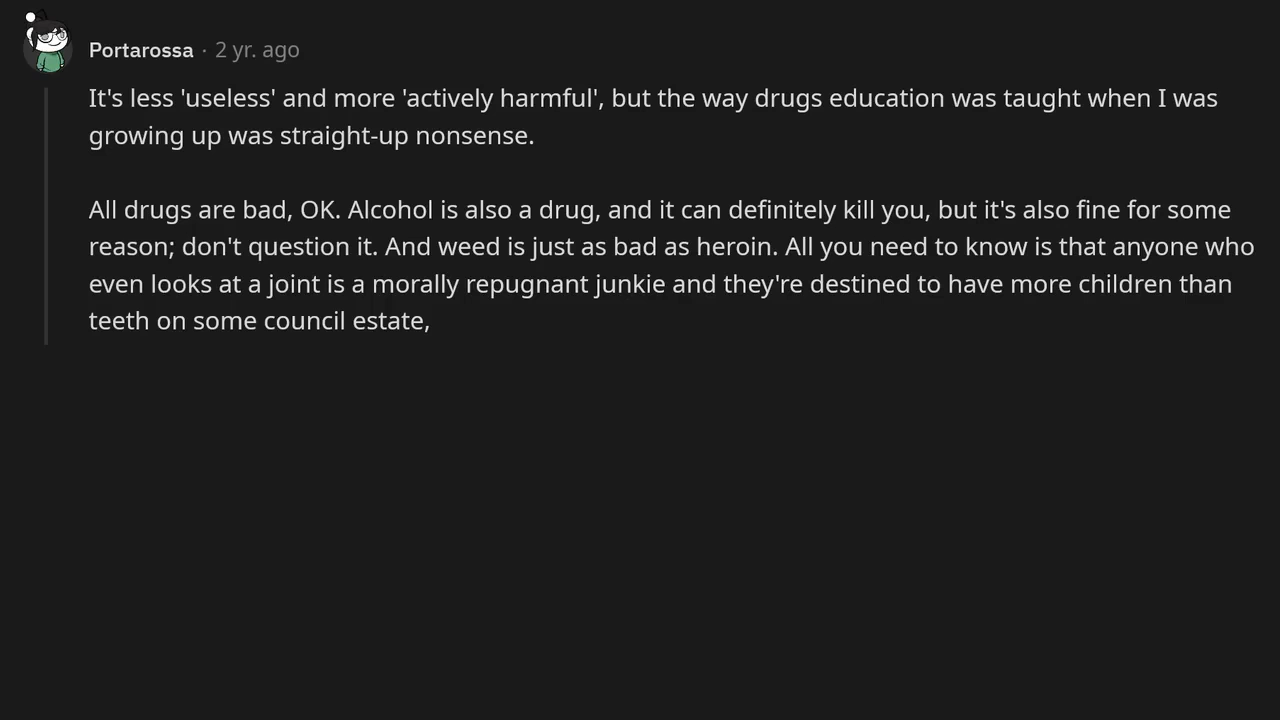 Portarossa · 2 yr. ago
It's less 'useless' and more 'actively harmful', but the way drugs education was taught when I was
growing up was straight-up nonsense.
All drugs are bad, OK. Alcohol is also a drug, and it can definitely kill you, but it's also fine for some
reason; don't question it. And weed is just as bad as heroin. All you need to know is that anyone who
even looks at a joint is a morally repugnant junkie and they're destined to have more children than
teeth on some council estate,